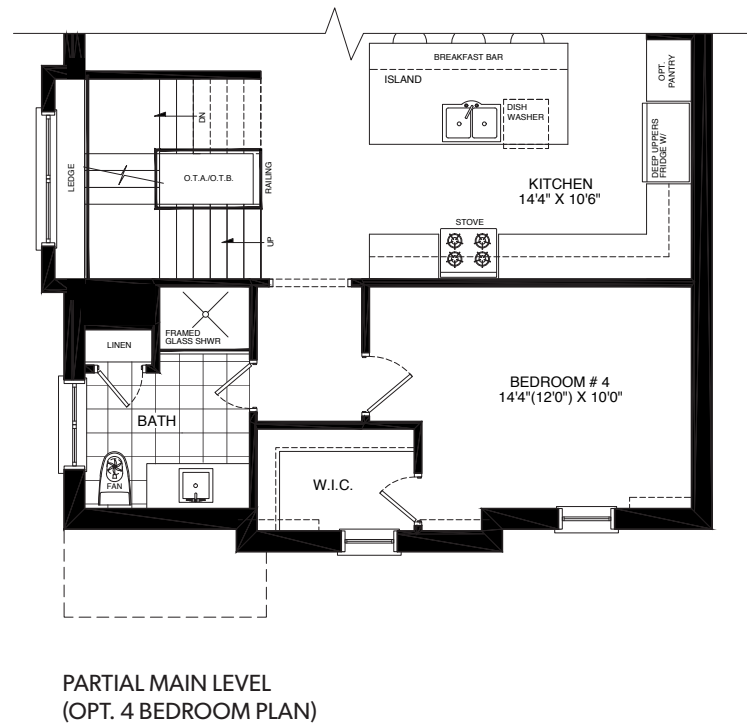 BREAKFAST BAR
ISLAND
DISH
WASHER
OPT.
PANTRY
DEEP UPPERS
FRIDGE W/
DN
LEDGE
O.T.A./O.T.B.
RAILING
UP
KITCHEN
14'4" X 10'6"
STOVE
LINEN
FRAMED
GLASS SHWR
BATH
FAN
W.I.C.
BEDROOM # 4
14'4"(12'0") X 10'0"
PARTIAL MAIN LEVEL
(OPT. 4 BEDROOM PLAN)